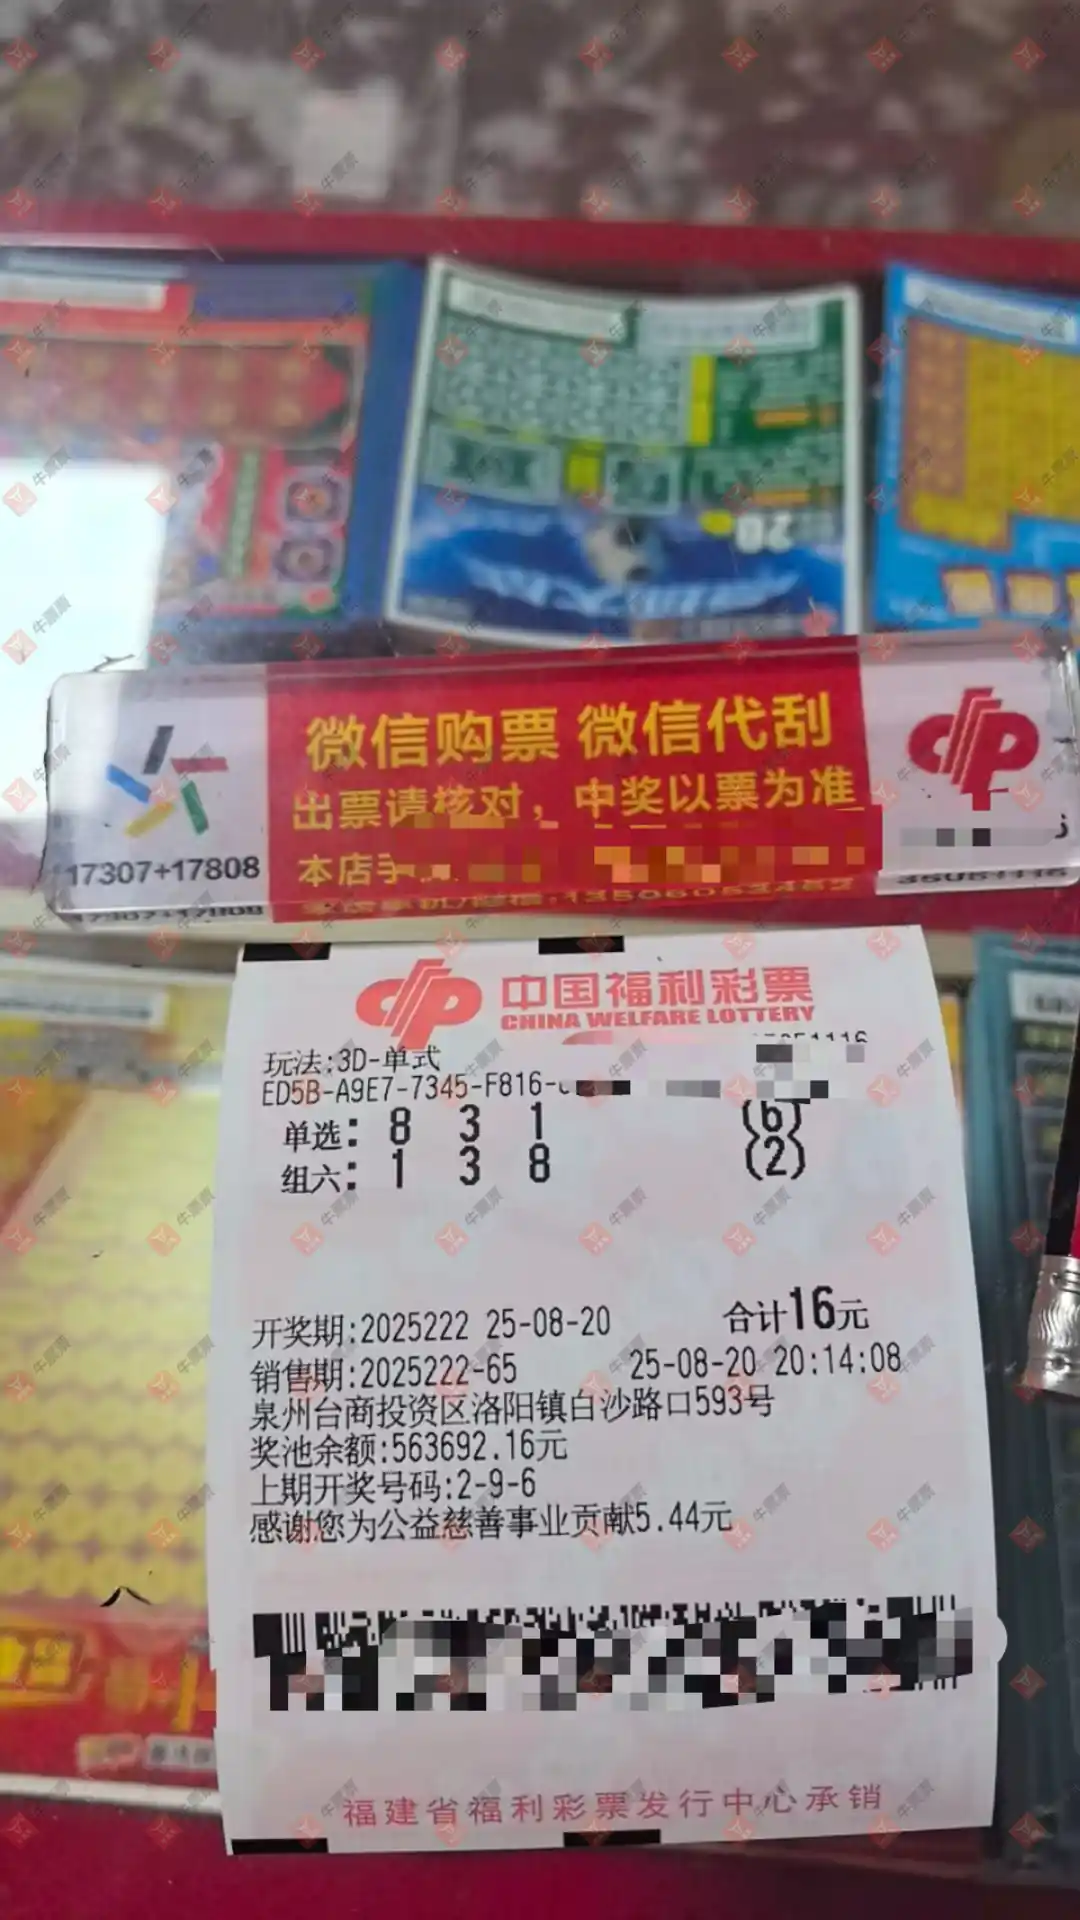 微信购票 微信代刮
出票请核对，中奖以票为准
17307+17808
本店手
中国福利彩票
CHINA WELFARE LOTTERY
玩法:3D-单式
ED5B-A9E7-7345-F816-
单选: 8 3 1 (6)
组六: 1 3 8 (2)
开奖期:2025222 25-08-20 合计16元
销售期:2025222-65 25-08-20 20:14:08
泉州台商投资区洛阳镇白沙路口593号
奖池余额:563692.16元
上期开奖号码:2-9-6
感谢您为公益慈善事业贡献5.44元
福建省福利彩票发行中心承销